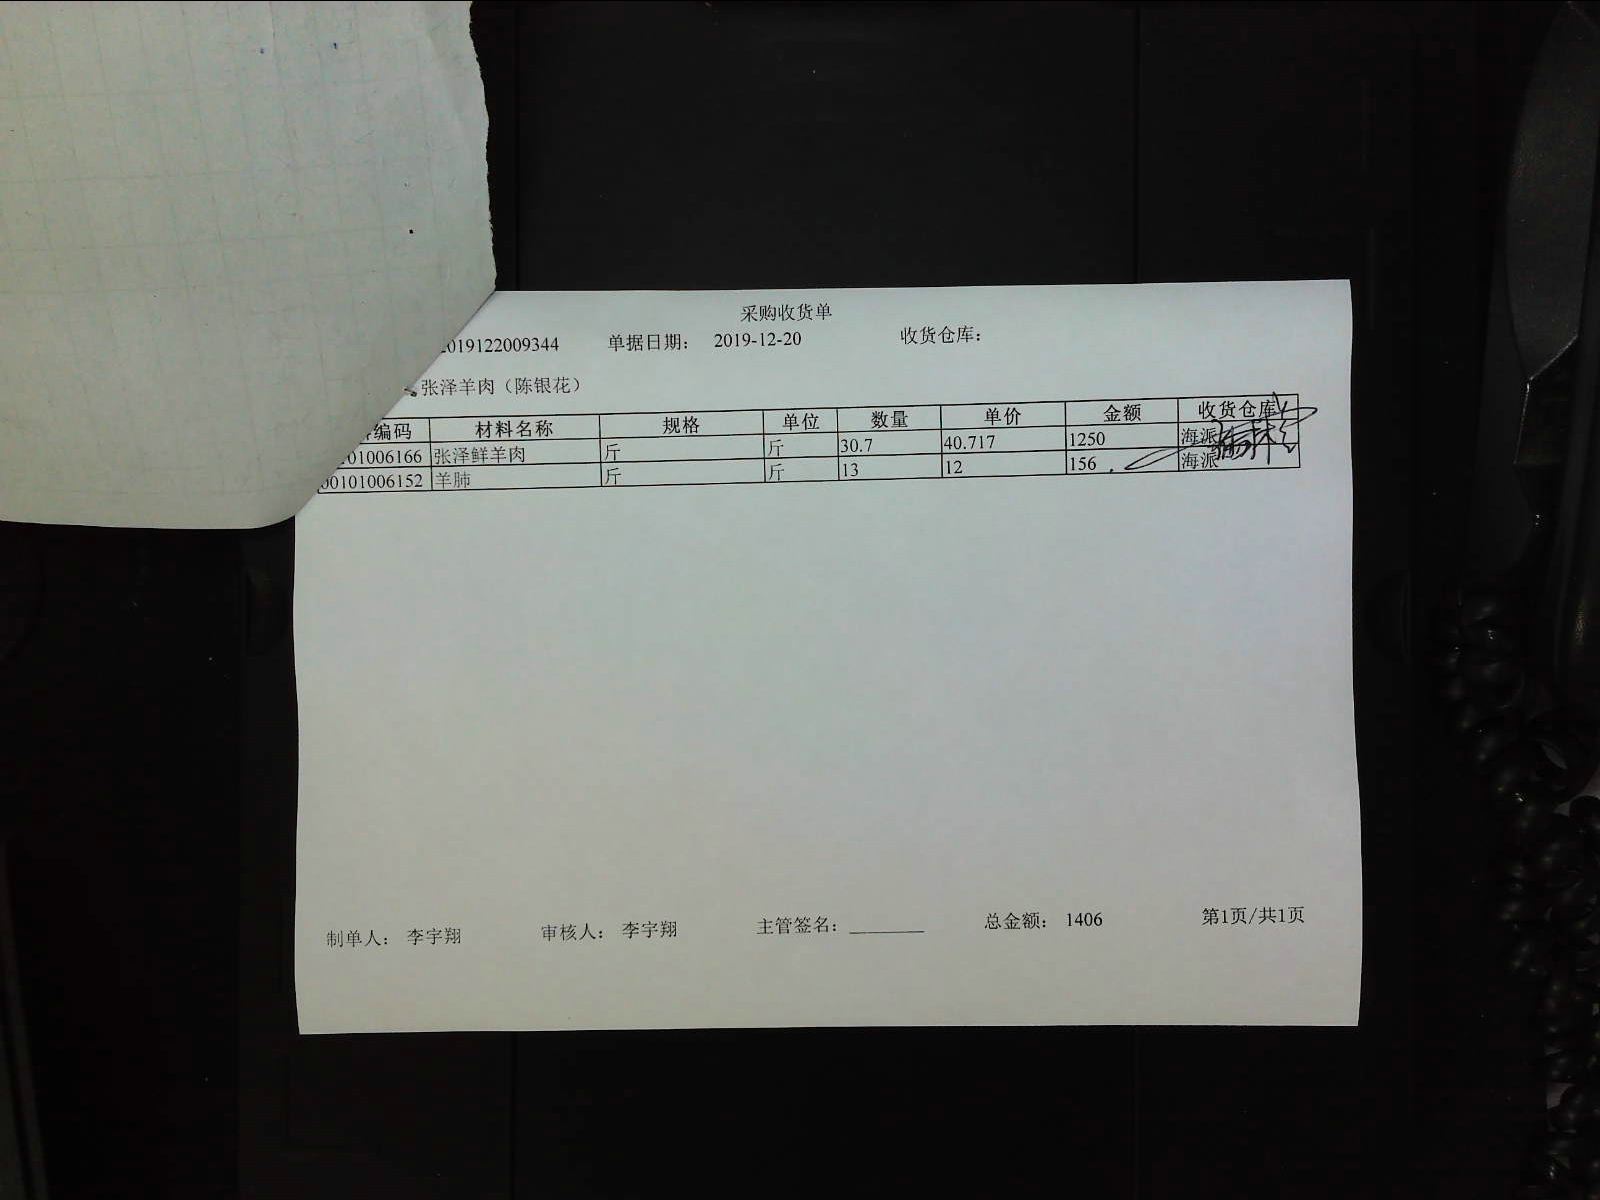 采购收货单
2019122009344 单据日期： 2019-12-20 收货仓库：
张泽羊肉（陈银花）
编码 材料名称 规格 单位 数量 单价 金额 收货仓库
01006166 张泽鲜羊肉 斤 斤 30.7 40.717 1250 海派
00101006152 羊肺 斤 斤 13 12 156 海派
制单人： 李宇翔 审核人： 李宇翔 主管签名： 总金额： 1406 第1页/共1页